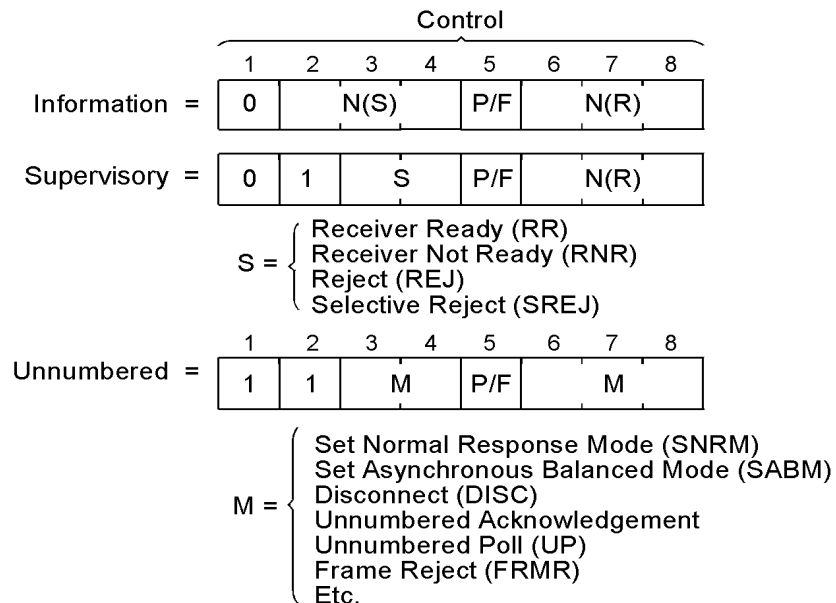 Control
1 2 3 4 5 6 7 8
Information = 0 N(S) P/F N(R)
Supervisory = 0 1 S P/F N(R)
S =
Receiver Ready (RR)
Receiver Not Ready (RNR)
Reject (REJ)
Selective Reject (SREJ)
1 2 3 4 5 6 7 8
Unnumbered = 1 1 M P/F M
M =
Set Normal Response Mode (SNRM)
Set Asynchronous Balanced Mode (SABM)
Disconnect (DISC)
Unnumbered Acknowledgement
Unnumbered Poll (UP)
Frame Reject (FRMR)
Etc.